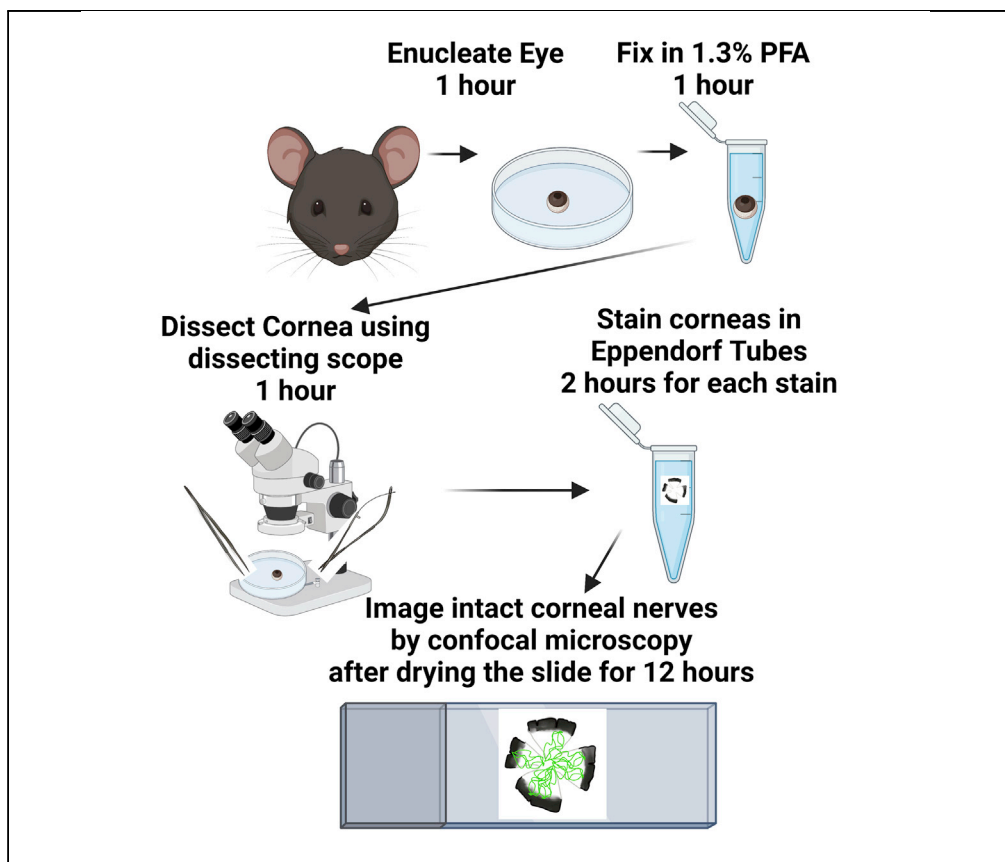 Enucleate Eye
1 hour
Fix in 1.3% PFA
1 hour
Dissect Cornea using
dissecting scope
1 hour
Stain corneas in
Eppendorf Tubes
2 hours for each stain
Image intact corneal nerves
by confocal microscopy
after drying the slide for 12 hours